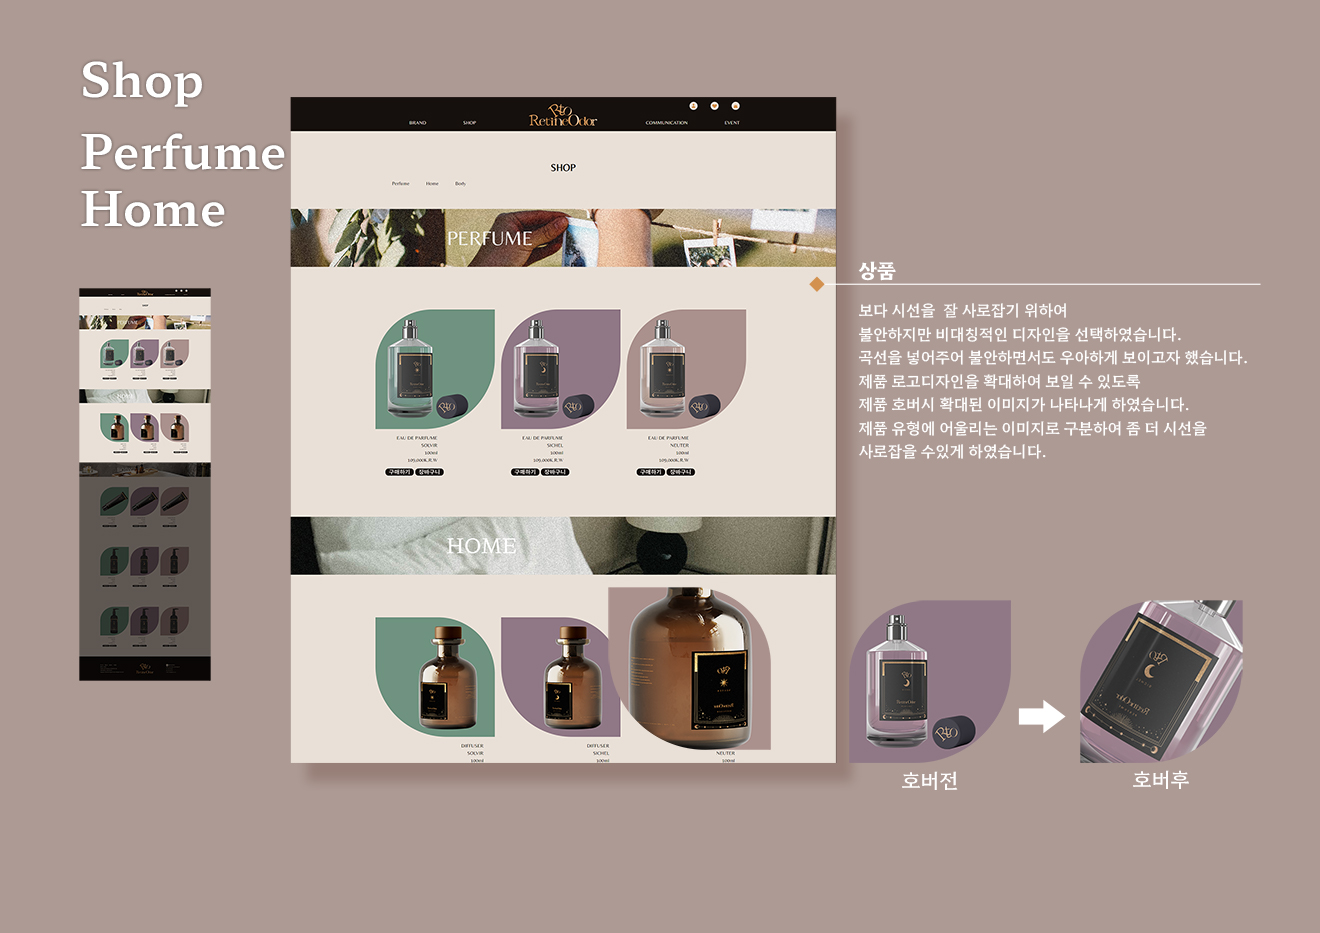 Shop
Perfume
Home
Rto
RetineOdor
BRAND
SHOP
COMMUNICATION
EVENT
SHOP
Perfume
Home
Body
PERFUME
EAU DE PARFUME
SOLVIR
100ml
109,000K.R.W
구매하기 장바구니
EAU DE PARFUME
SICHEL
100ml
109,000K.R.W
구매하기 장바구니
EAU DE PARFUME
NEUTER
100ml
109,000K.R.W
구매하기 장바구니
HOME
DIFFUSER
SOLVIR
100ml
DIFFUSER
SICHEL
100ml
NEUTER
100ml
상품
보다 시선을 잘 사로잡기 위하여
불안하지만 비대칭적인 디자인을 선택하였습니다.
곡선을 넣어주어 불안하면서도 우아하게 보이고자 했습니다.
제품 로고디자인을 확대하여 보일 수 있도록
제품 호버시 확대된 이미지가 나타나게 하였습니다.
제품 유형에 어울리는 이미지로 구분하여 좀 더 시선을
사로잡을 수있게 하였습니다.
호버전
호버후